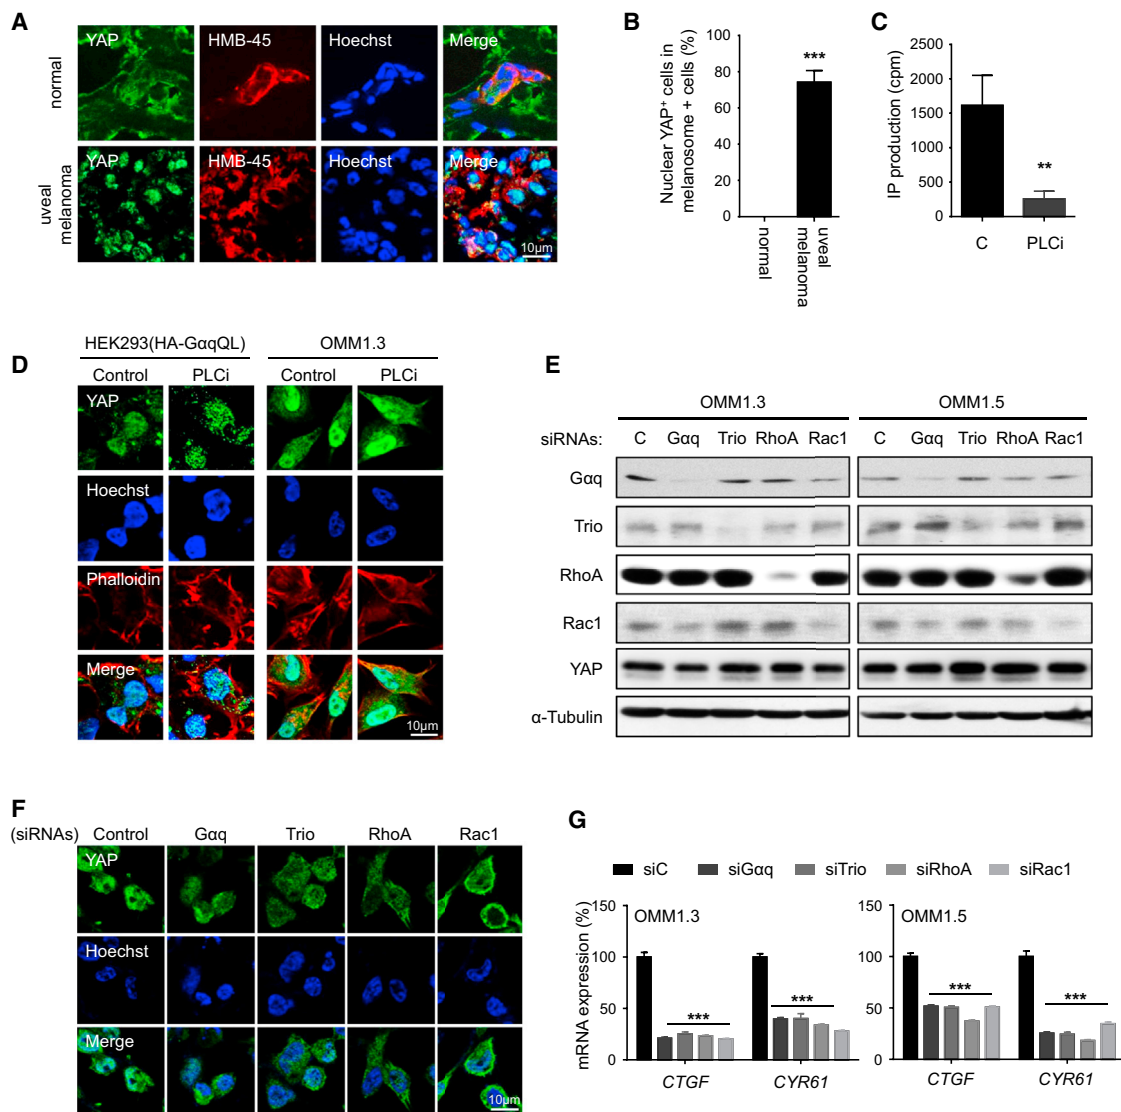 A
YAP
HMB-45
Hoechst
Merge
normal
YAP
HMB-45
Hoechst
Merge
uveal
melanoma
10µm
B
Nuclear YAP+ cells in
melanosome + cells (%)
100
80
60
40
20
0
***
normal
uveal
melanoma
C
IP production (cpm)
2500
2000
1500
1000
500
0
**
C
PLCi
D
HEK293(HA-GαqQL)
OMM1.3
Control
PLCi
Control
PLCi
YAP
Hoechst
Phalloidin
Merge
10µm
E
OMM1.3
OMM1.5
siRNAs:
C
Gαq
Trio
RhoA
Rac1
C
Gαq
Trio
RhoA
Rac1
Gαq
Trio
RhoA
Rac1
YAP
α-Tubulin
F
(siRNAs)
Control
Gαq
Trio
RhoA
Rac1
YAP
Hoechst
Merge
10µm
G
siC
siGαq
siTrio
siRhoA
siRac1
mRNA expression (%)
150
100
50
0
OMM1.3
***
***
CTGF
CYR61
150
100
50
0
OMM1.5
***
***
CTGF
CYR61